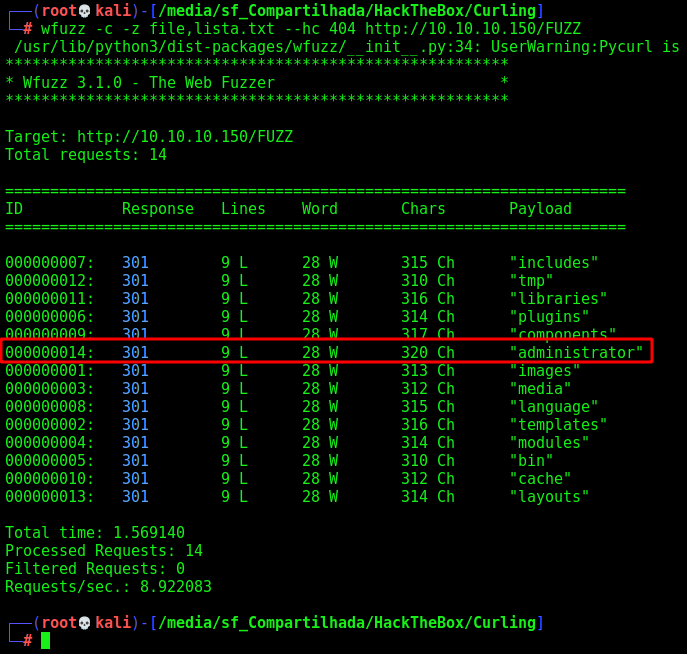 ┌──(root💀kali)-[/media/sf_Compartilhada/HackTheBox/Curling]
└─# wfuzz -c -z file,lista.txt --hc 404 http://10.10.10.150/FUZZ
 /usr/lib/python3/dist-packages/wfuzz/__init__.py:34: UserWarning:Pycurl is
********************************************************
* Wfuzz 3.1.0 - The Web Fuzzer                         *
********************************************************

Target: http://10.10.10.150/FUZZ
Total requests: 14

=====================================================================
ID           Response   Lines    Word       Chars       Payload
=====================================================================

000000007:   301        9 L      28 W       315 Ch      "includes"
000000012:   301        9 L      28 W       310 Ch      "tmp"
000000011:   301        9 L      28 W       316 Ch      "libraries"
000000006:   301        9 L      28 W       314 Ch      "plugins"
000000009:   301        9 L      28 W       317 Ch      "components"
000000014:   301        9 L      28 W       320 Ch      "administrator"
000000001:   301        9 L      28 W       313 Ch      "images"
000000003:   301        9 L      28 W       312 Ch      "media"
000000008:   301        9 L      28 W       315 Ch      "language"
000000002:   301        9 L      28 W       316 Ch      "templates"
000000004:   301        9 L      28 W       314 Ch      "modules"
000000005:   301        9 L      28 W       310 Ch      "bin"
000000010:   301        9 L      28 W       312 Ch      "cache"
000000013:   301        9 L      28 W       314 Ch      "layouts"

Total time: 1.569140
Processed Requests: 14
Filtered Requests: 0
Requests/sec.: 8.922083

┌──(root💀kali)-[/media/sf_Compartilhada/HackTheBox/Curling]
└─#